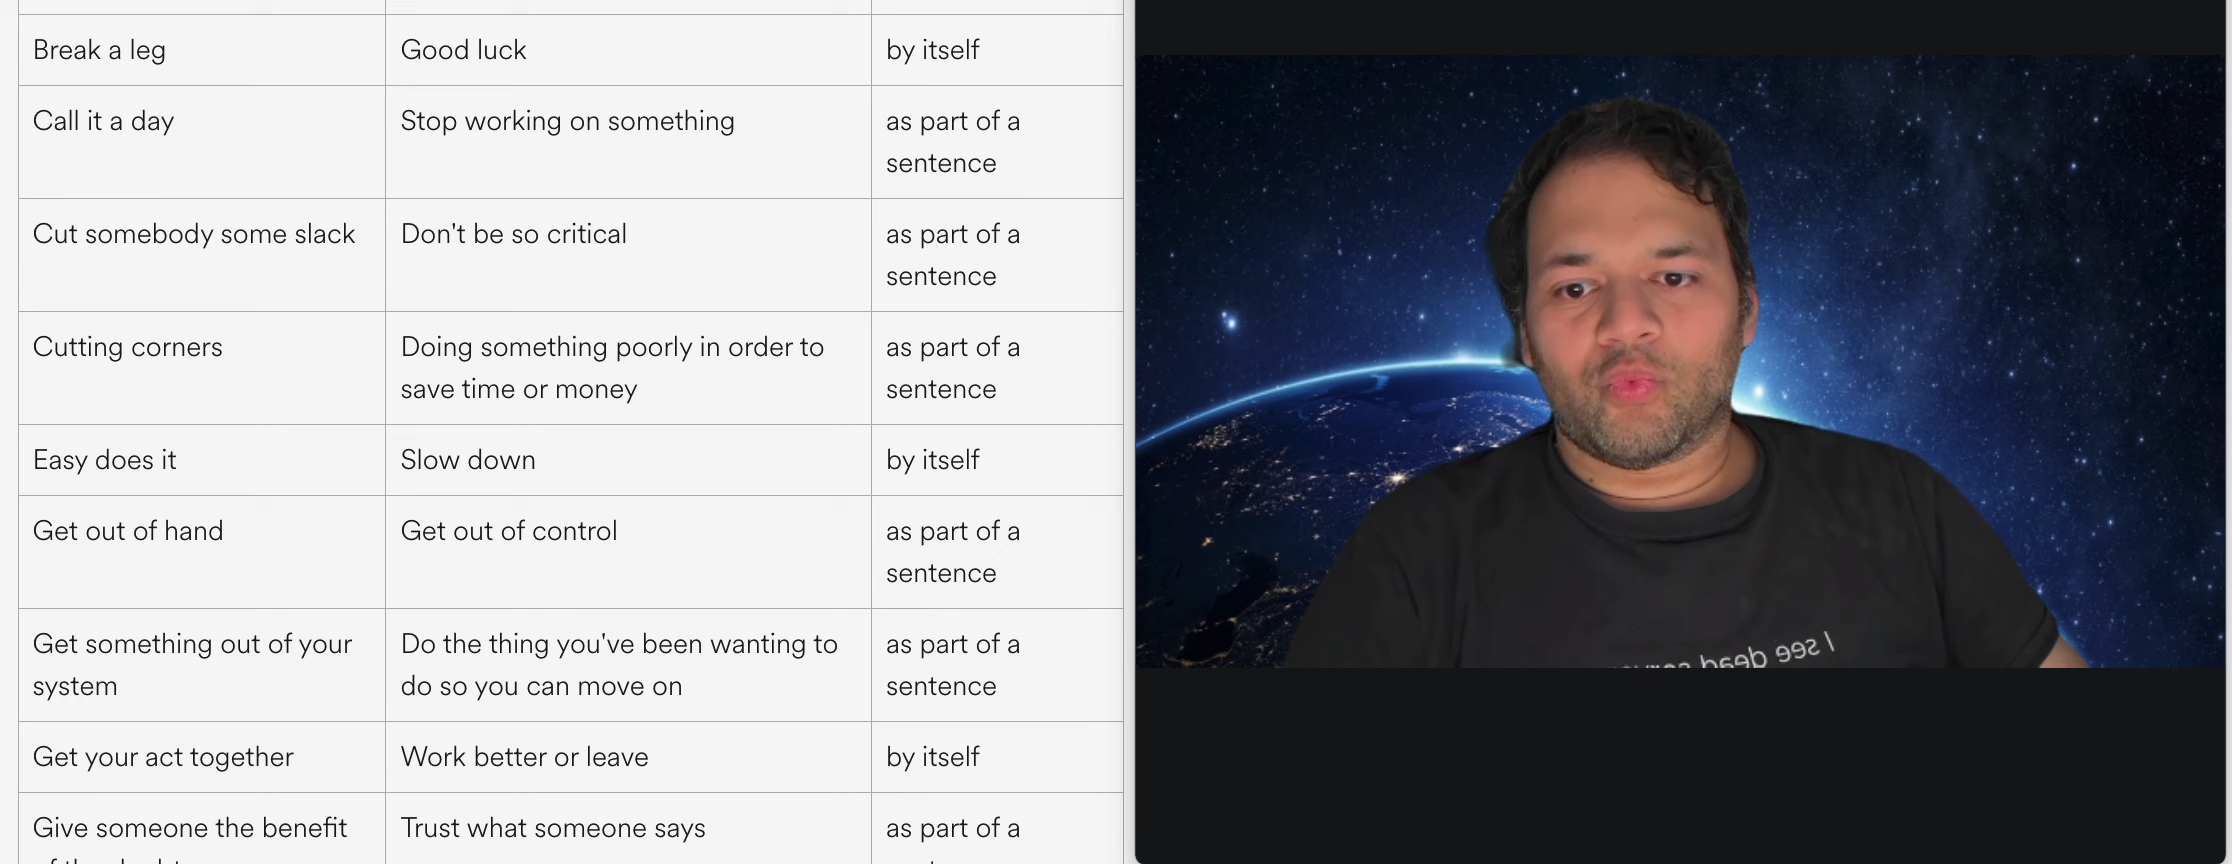 Break a leg
Good luck
by itself
Call it a day
Stop working on something
as part of a
sentence
Cut somebody some slack
Don't be so critical
as part of a
sentence
Cutting corners
Doing something poorly in order to
save time or money
as part of a
sentence
Easy does it
Slow down
by itself
Get out of hand
Get out of control
as part of a
sentence
Get something out of your
system
Do the thing you've been wanting to
do so you can move on
as part of a
sentence
Get your act together
Work better or leave
by itself
Give someone the benefit
Trust what someone says
as part of a
I see dead